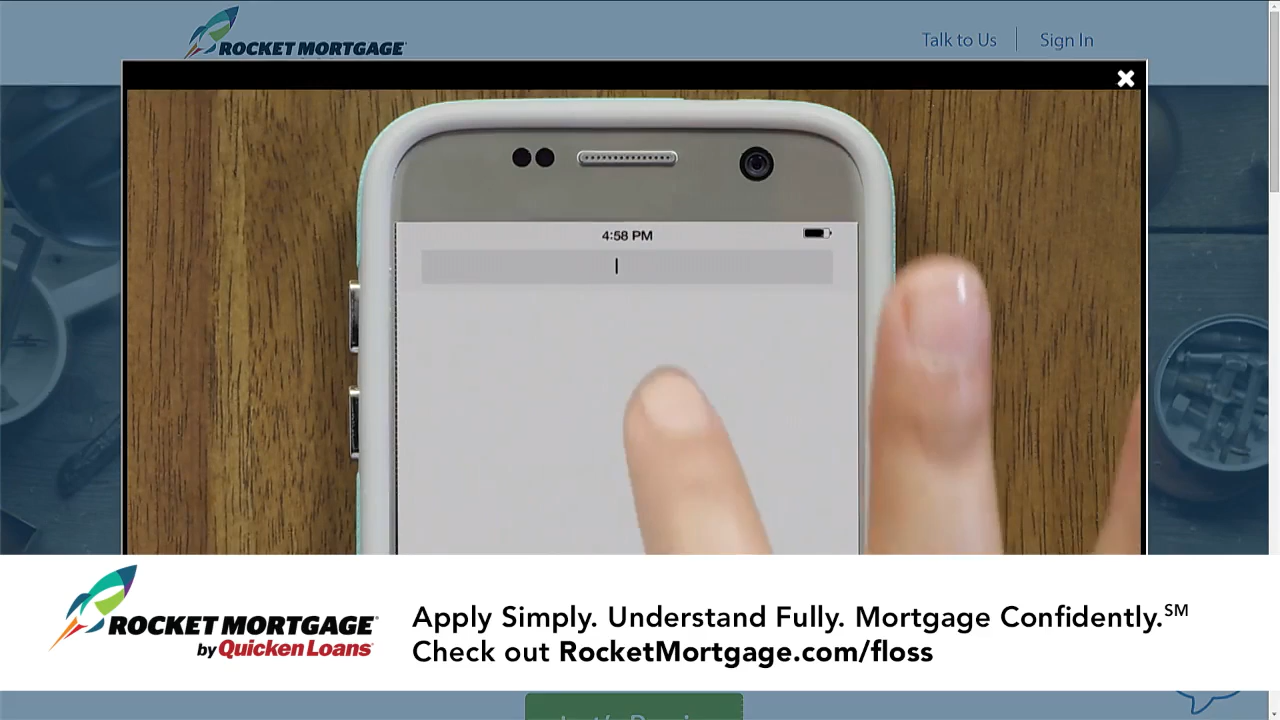 ROCKET MORTGAGE
Talk to Us
Sign In
4:58 PM
ROCKET MORTGAGE
by Quicken Loans
Apply Simply. Understand Fully. Mortgage Confidently.℠
Check out RocketMortgage.com/floss